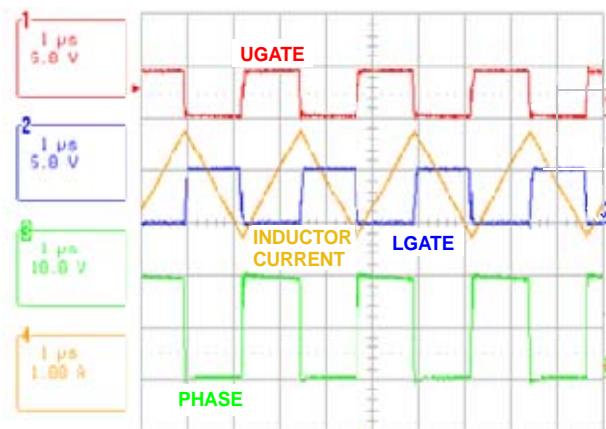 1
1 µs
5.0 V
UGATE
2
1 µs
5.0 V
INDUCTOR
CURRENT
LGATE
3
1 µs
10.0 V
4
1 µs
1.00 A
PHASE